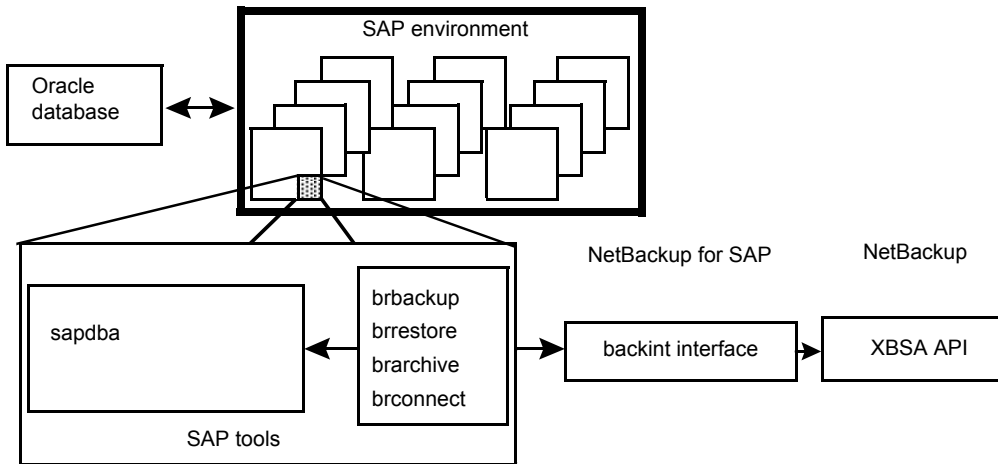 SAP environment
Oracle
database
NetBackup for SAP
NetBackup
sapdba
brbackup
brrestore
brarchive
brconnect
backint interface
XBSA API
SAP tools